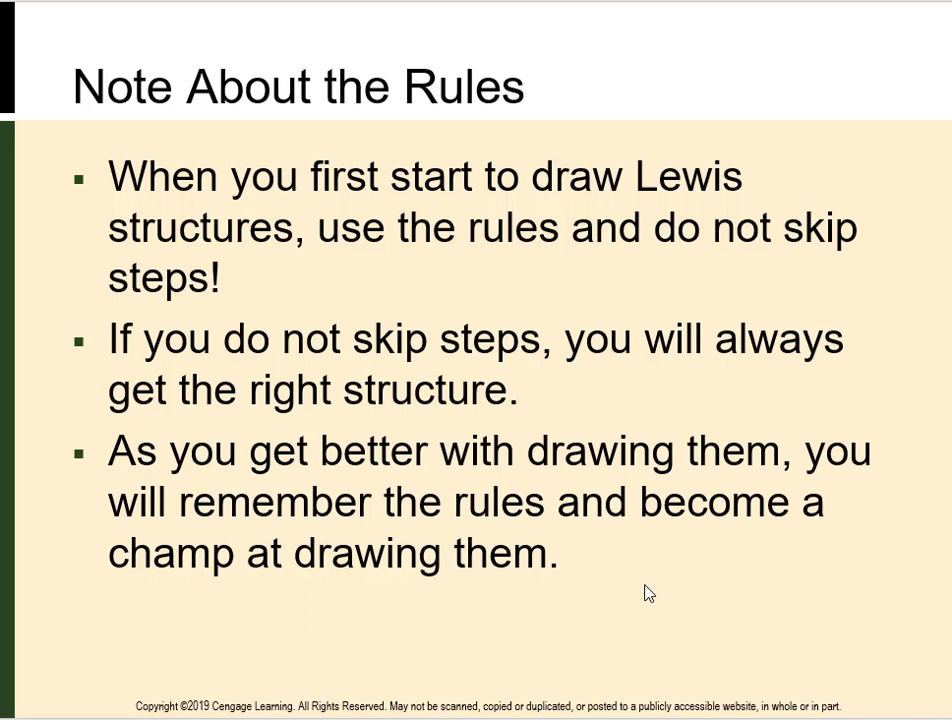 Note About the Rules
▪ When you first start to draw Lewis
structures, use the rules and do not skip
steps!
▪ If you do not skip steps, you will always
get the right structure.
▪ As you get better with drawing them, you
will remember the rules and become a
champ at drawing them.
Copyright ©2019 Cengage Learning. All Rights Reserved. May not be scanned, copied or duplicated, or posted to a publicly accessible website, in whole or in part.